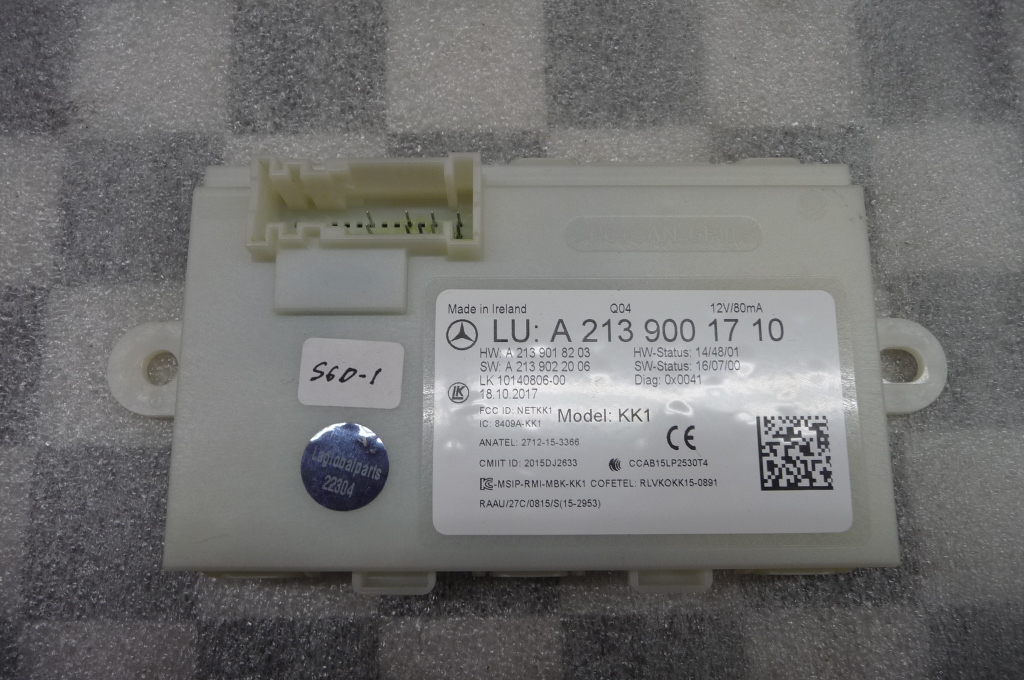 Made in Ireland Q04 12V/80mA
LU: A 213 900 17 10
HW: A 213 901 82 03 HW-Status: 14/48/01
SW: A 213 902 20 06 SW-Status: 16/07/00
LK 10140806-00 Diag: 0x0041
LK 18.10.2017
FCC ID: NETKK1 Model: KK1
IC: 8409A-KK1
ANATEL: 2712-15-3366 CE
CMIIT ID: 2015DJ2633 CCAB15LP2530T4
-MSIP-RMI-MBK-KK1 COFETEL: RLVKOKK15-0891
RAAU/27C/0815/S(15-2953)
S6D-1
Laglobalparts
22304